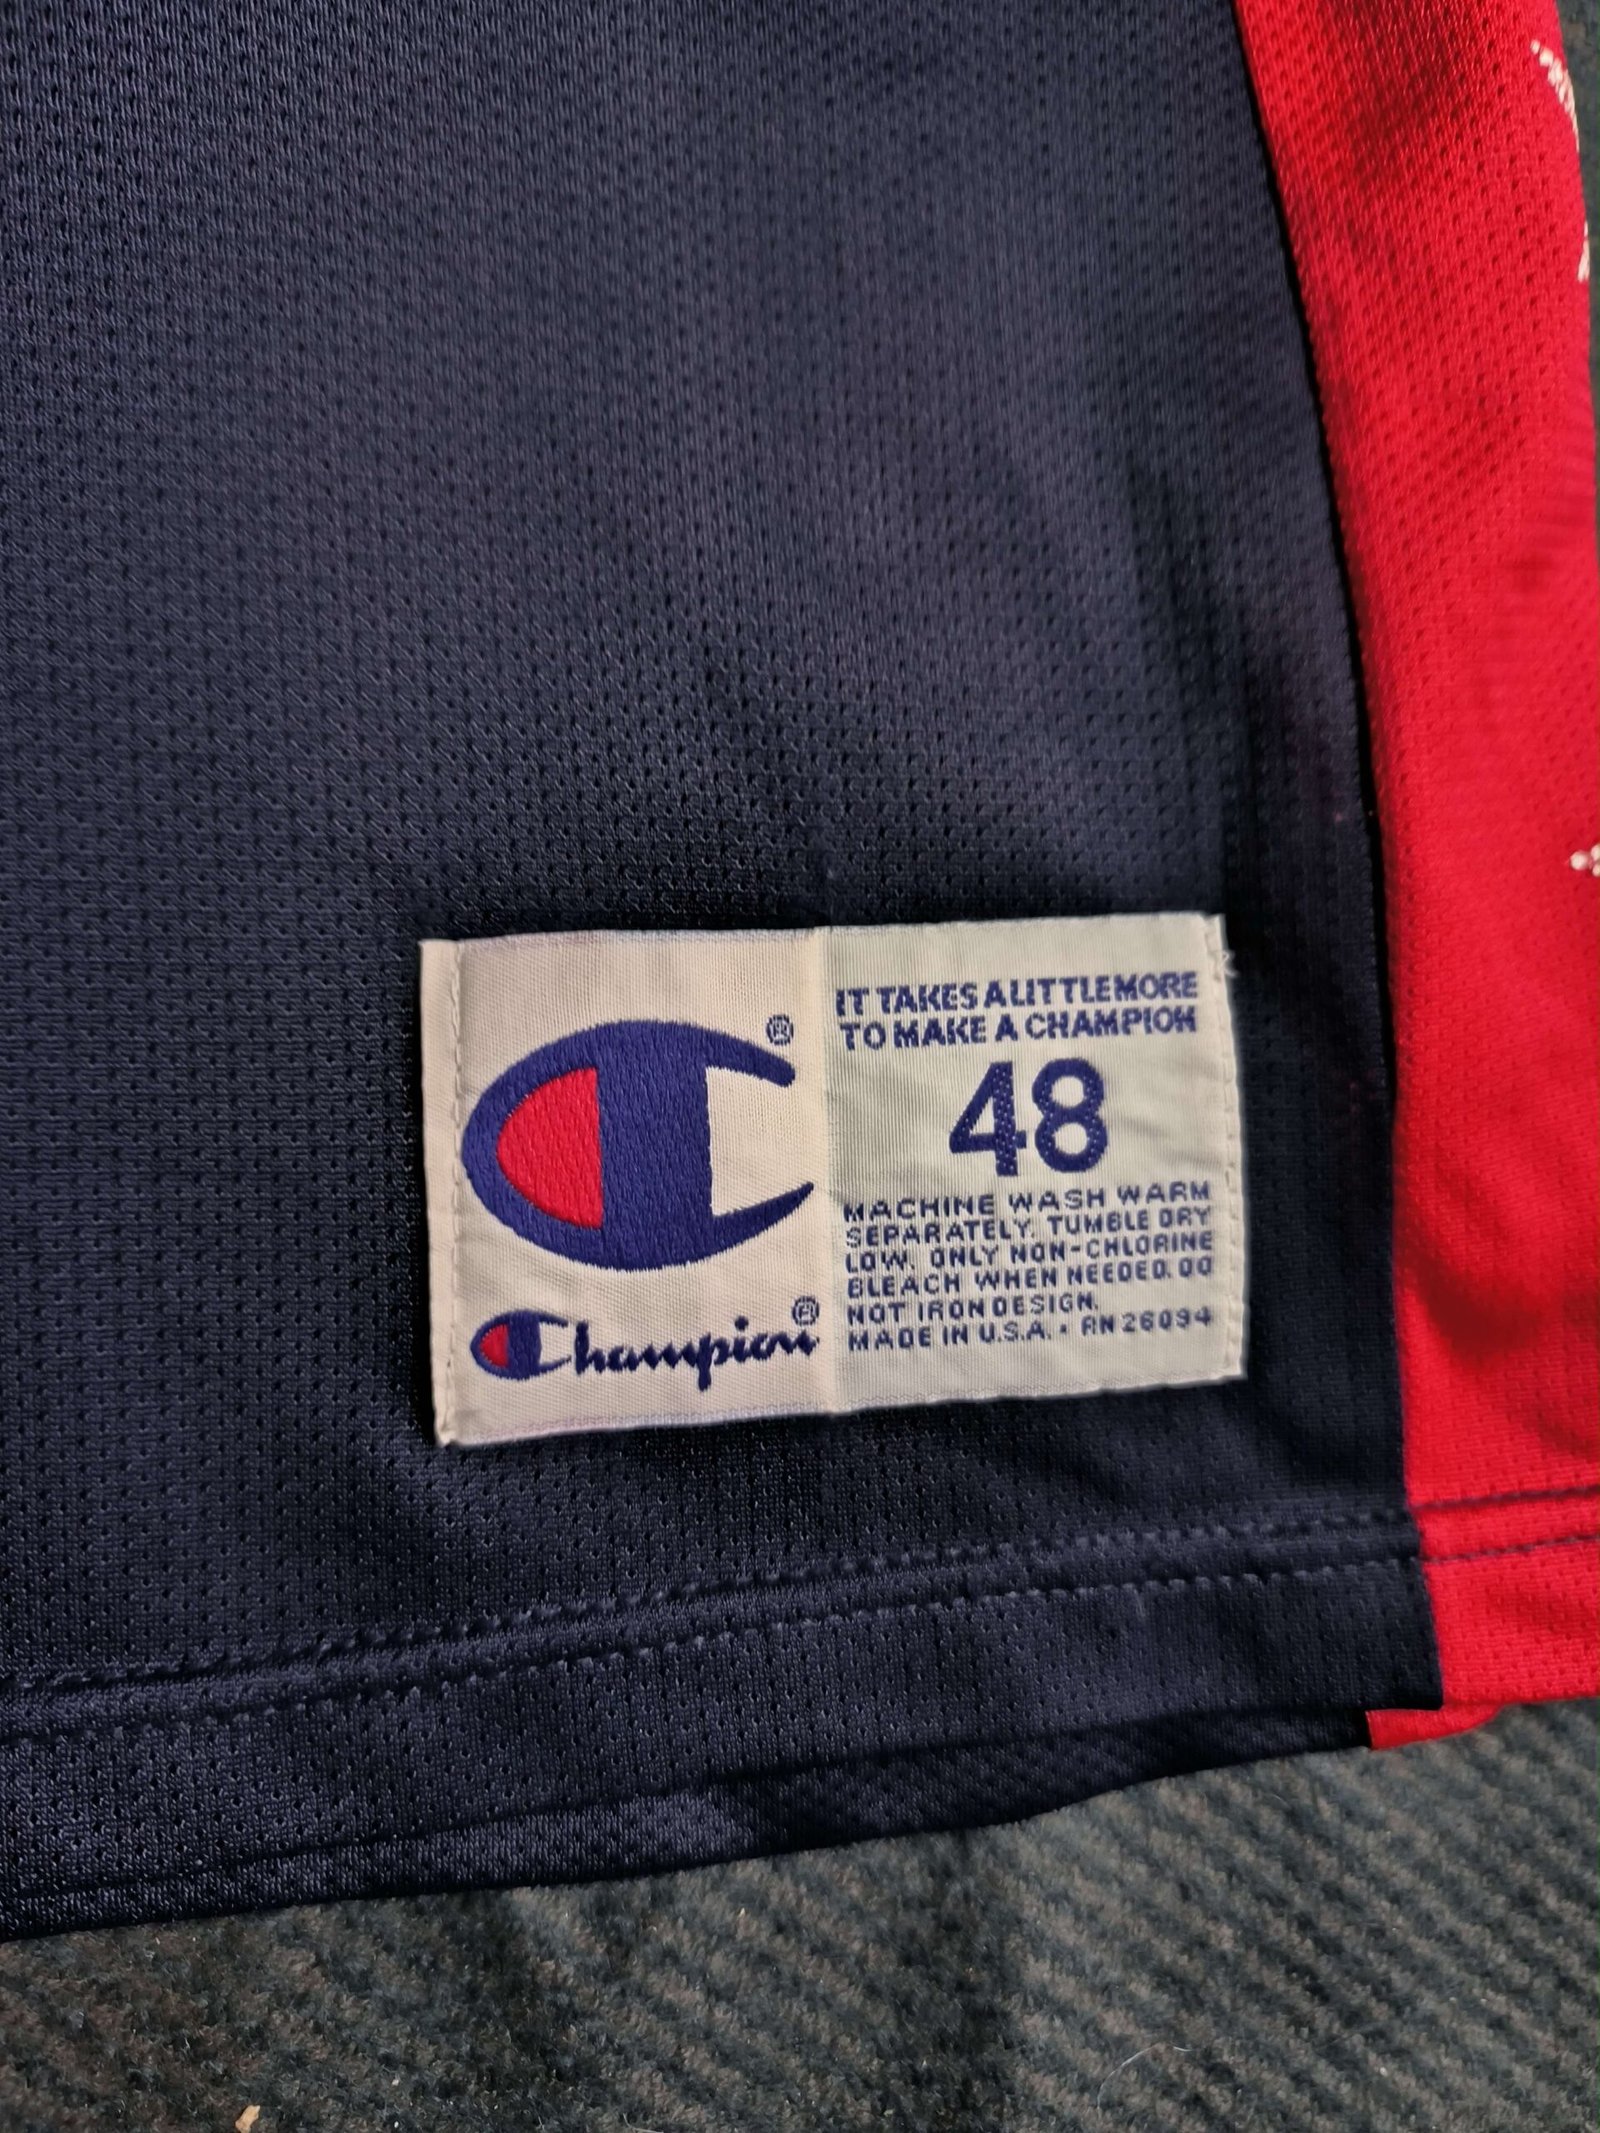 ®
Champion®
IT TAKES A LITTLE MORE
TO MAKE A CHAMPION
48
MACHINE WASH WARM
SEPARATELY. TUMBLE DRY
LOW. ONLY NON-CHLORINE
BLEACH WHEN NEEDED. DO
NOT IRON DESIGN.
MADE IN U.S.A. • RN 26094